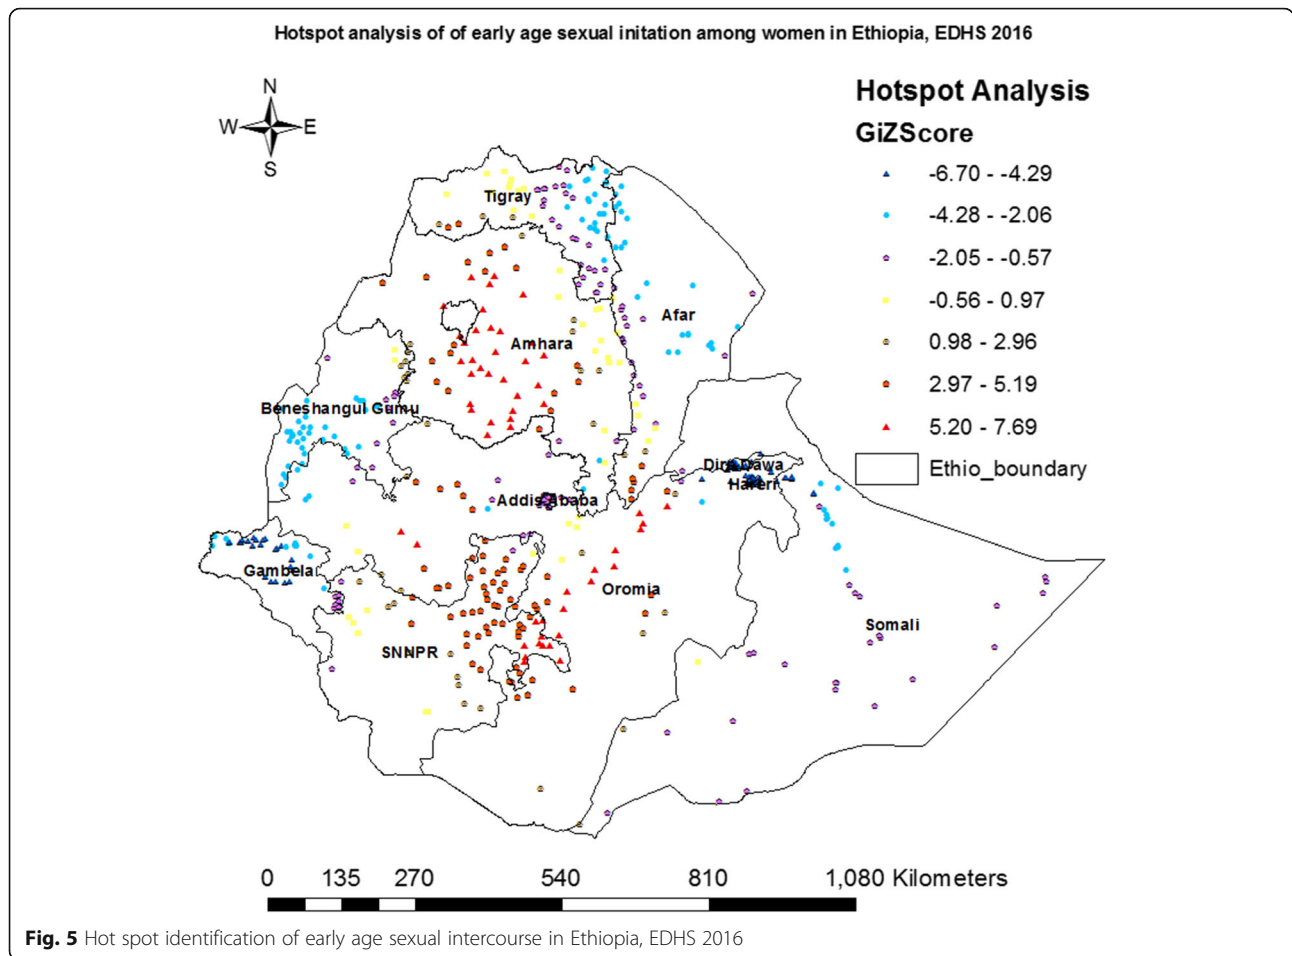 Hotspot analysis of of early age sexual initation among women in Ethiopia, EDHS 2016
N
W E
S
Hotspot Analysis
GiZScore
-6.70 - -4.29
-4.28 - -2.06
-2.05 - -0.57
-0.56 - 0.97
0.98 - 2.96
2.97 - 5.19
5.20 - 7.69
Ethio_boundary
Tigray
Afar
Amhara
Beneshangul Gumu
Dire Dawa
Hareri
Addis Ababa
Gambela
Oromia
Somali
SNNPR
0 135 270 540 810 1,080 Kilometers
Fig. 5 Hot spot identification of early age sexual intercourse in Ethiopia, EDHS 2016